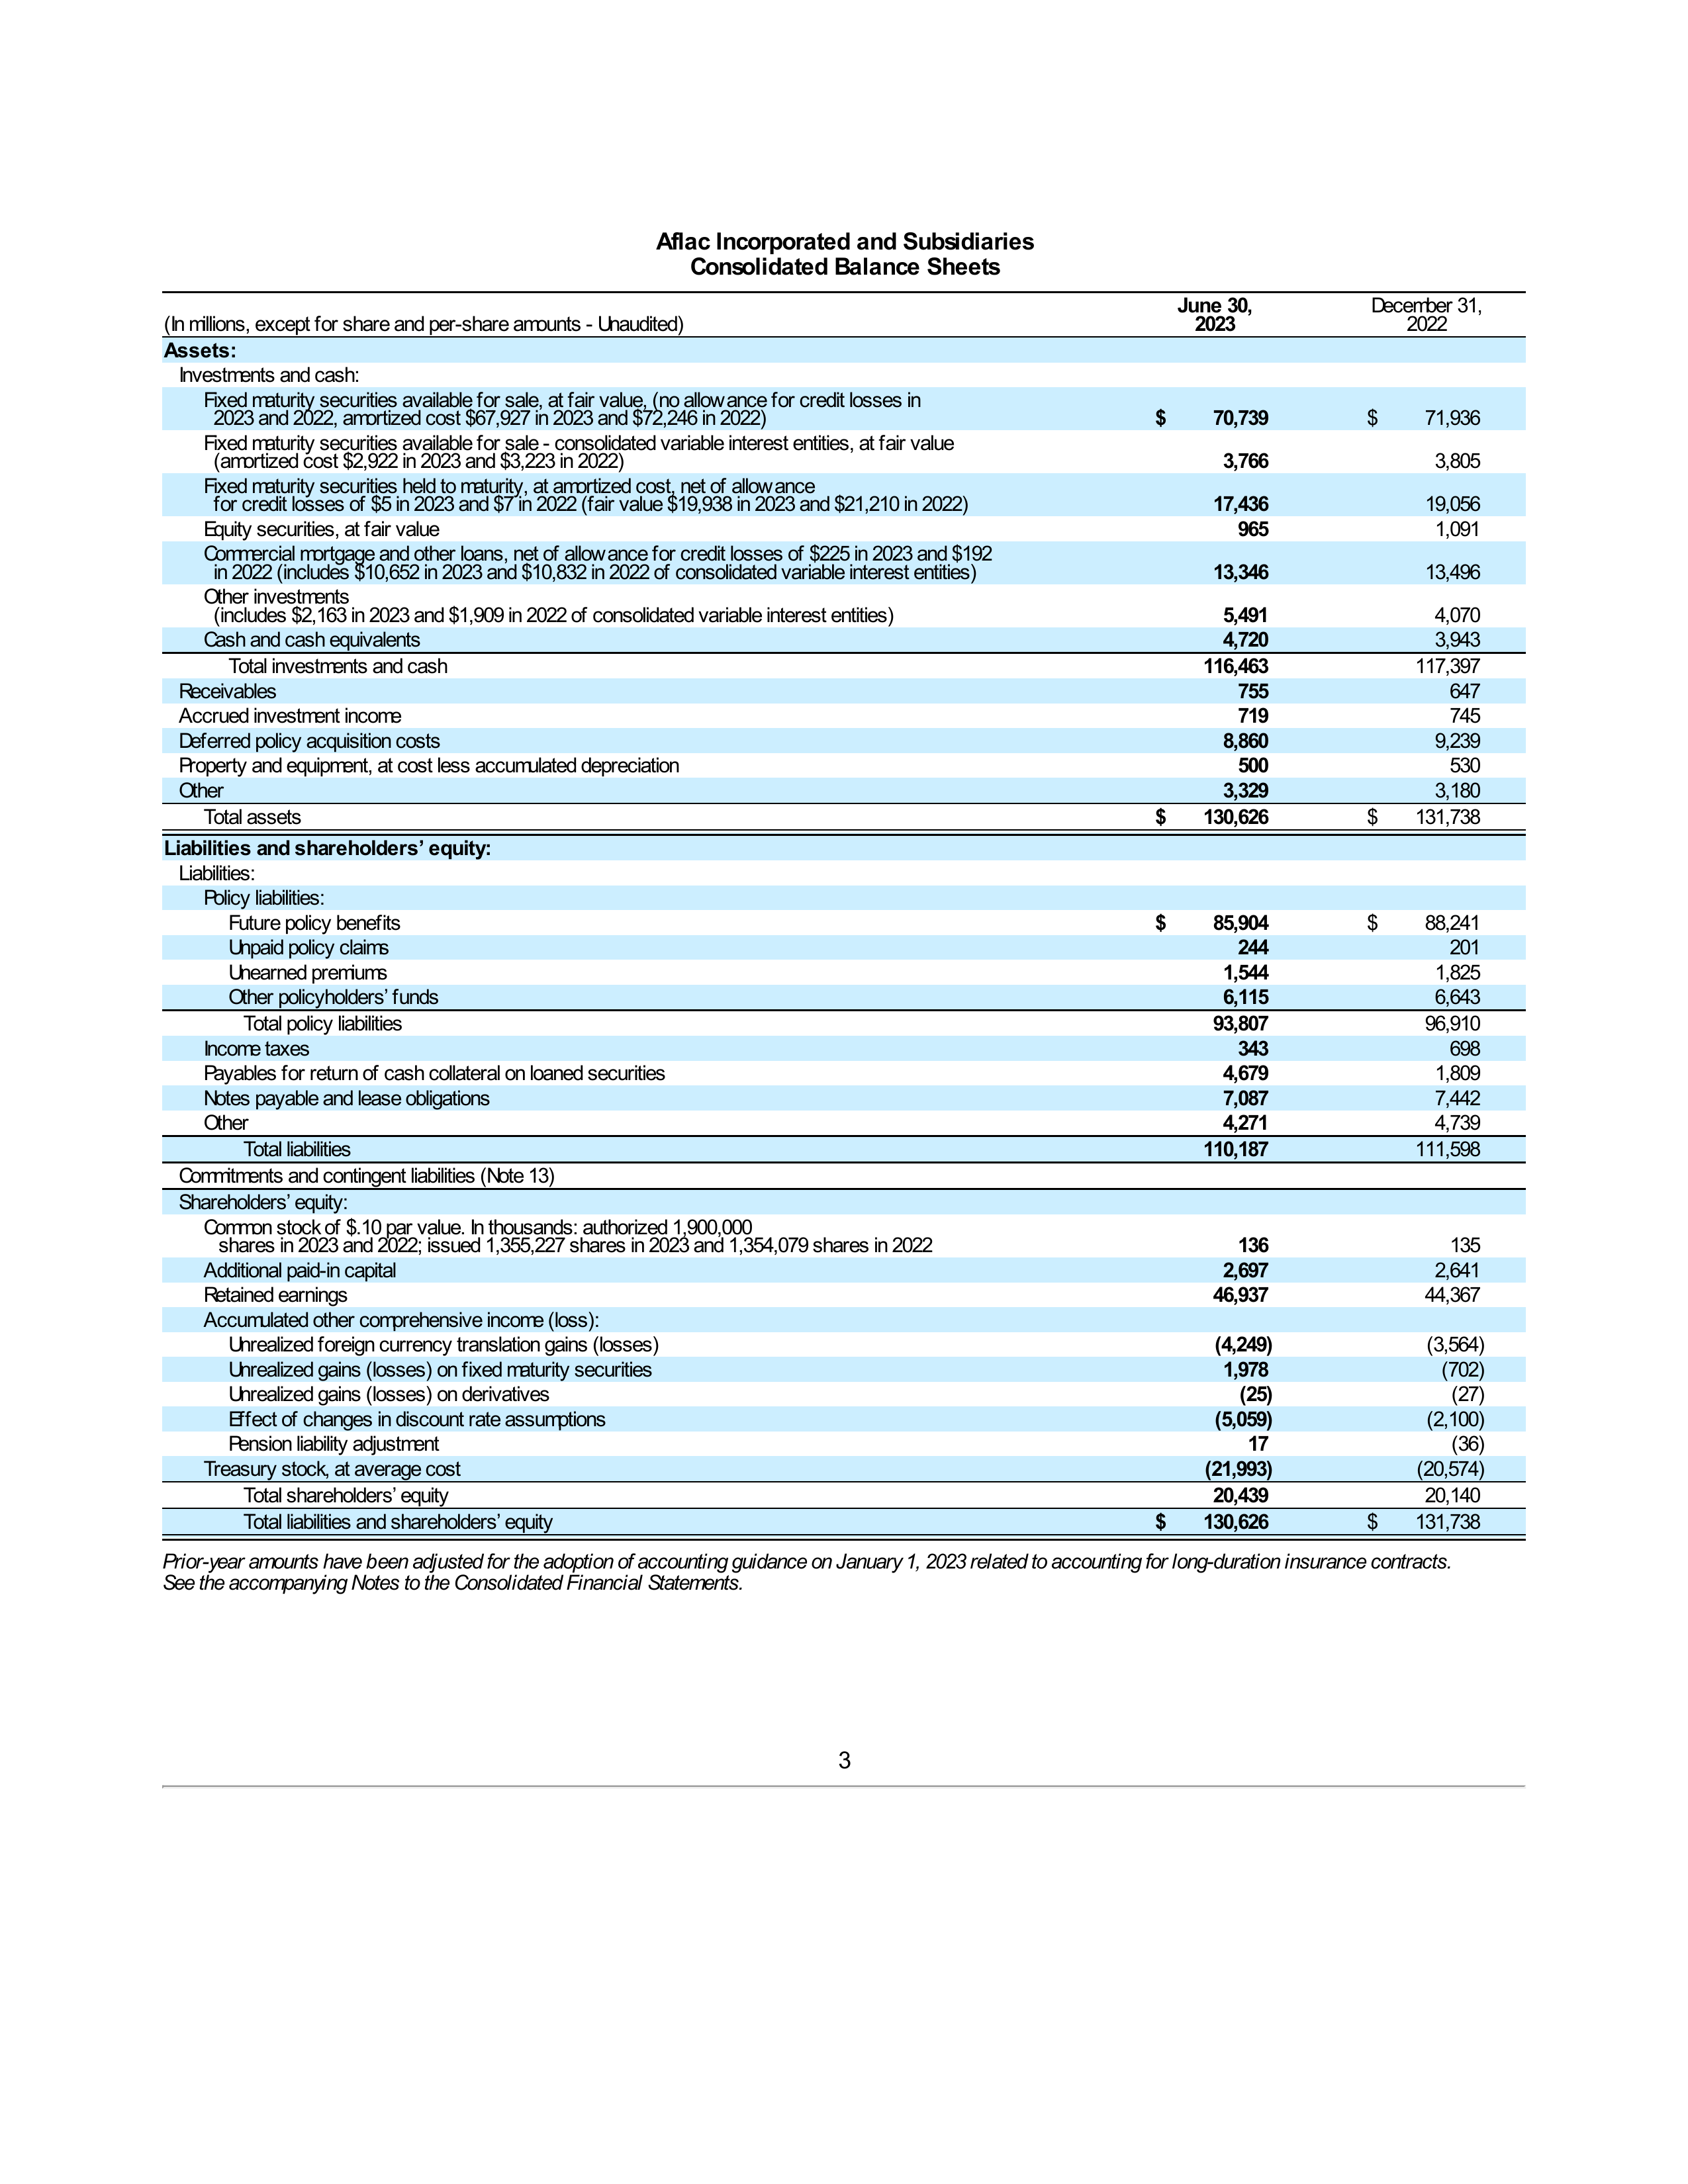 Aflac Incorporated and Subsidiaries
Consolidated Balance Sheets
(In millions, except for share and per-share amounts - Unaudited) June 30, 2023 December 31, 2022
Assets:
Investments and cash:
Fixed maturity securities available for sale, at fair value, (no allowance for credit losses in
2023 and 2022, amortized cost $67,927 in 2023 and $72,246 in 2022) $ 70,739 $ 71,936
Fixed maturity securities available for sale - consolidated variable interest entities, at fair value
(amortized cost $2,922 in 2023 and $3,223 in 2022) 3,766 3,805
Fixed maturity securities held to maturity, at amortized cost, net of allowance
for credit losses of $5 in 2023 and $7 in 2022 (fair value $19,938 in 2023 and $21,210 in 2022) 17,436 19,056
Equity securities, at fair value 965 1,091
Commercial mortgage and other loans, net of allowance for credit losses of $225 in 2023 and $192
in 2022 (includes $10,652 in 2023 and $10,832 in 2022 of consolidated variable interest entities) 13,346 13,496
Other investments
(includes $2,163 in 2023 and $1,909 in 2022 of consolidated variable interest entities) 5,491 4,070
Cash and cash equivalents 4,720 3,943
Total investments and cash 116,463 117,397
Receivables 755 647
Accrued investment income 719 745
Deferred policy acquisition costs 8,860 9,239
Property and equipment, at cost less accumulated depreciation 500 530
Other 3,329 3,180
Total assets $ 130,626 $ 131,738
Liabilities and shareholders’ equity:
Liabilities:
Policy liabilities:
Future policy benefits $ 85,904 $ 88,241
Unpaid policy claims 244 201
Unearned premiums 1,544 1,825
Other policyholders’ funds 6,115 6,643
Total policy liabilities 93,807 96,910
Income taxes 343 698
Payables for return of cash collateral on loaned securities 4,679 1,809
Notes payable and lease obligations 7,087 7,442
Other 4,271 4,739
Total liabilities 110,187 111,598
Commitments and contingent liabilities (Note 13)
Shareholders’ equity:
Common stock of $.10 par value. In thousands: authorized 1,900,000
shares in 2023 and 2022; issued 1,355,227 shares in 2023 and 1,354,079 shares in 2022 136 135
Additional paid-in capital 2,697 2,641
Retained earnings 46,937 44,367
Accumulated other comprehensive income (loss):
Unrealized foreign currency translation gains (losses) (4,249) (3,564)
Unrealized gains (losses) on fixed maturity securities 1,978 (702)
Unrealized gains (losses) on derivatives (25) (27)
Effect of changes in discount rate assumptions (5,059) (2,100)
Pension liability adjustment 17 (36)
Treasury stock, at average cost (21,993) (20,574)
Total shareholders’ equity 20,439 20,140
Total liabilities and shareholders’ equity $ 130,626 $ 131,738
Prior-year amounts have been adjusted for the adoption of accounting guidance on January 1, 2023 related to accounting for long-duration insurance contracts.
See the accompanying Notes to the Consolidated Financial Statements.
3